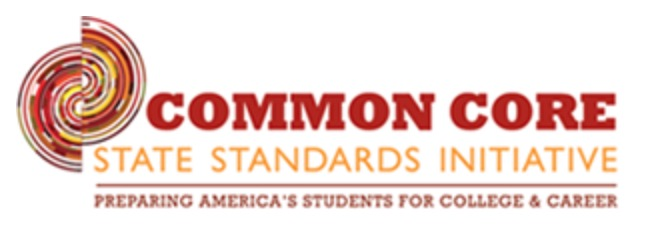 COMMON CORE
STATE STANDARDS INITIATIVE
PREPARING AMERICA'S STUDENTS FOR COLLEGE & CAREER